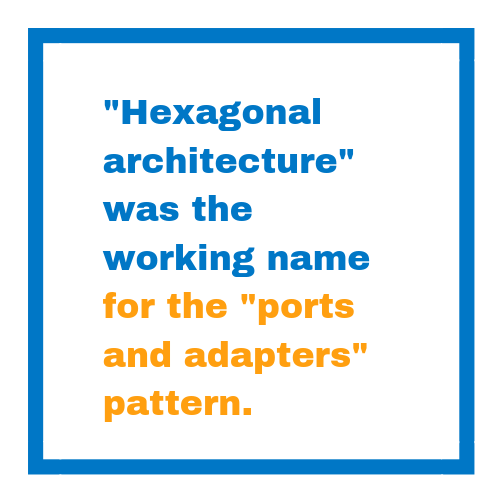 "Hexagonal
architecture"
was the
working name
for the "ports
and adapters"
pattern.